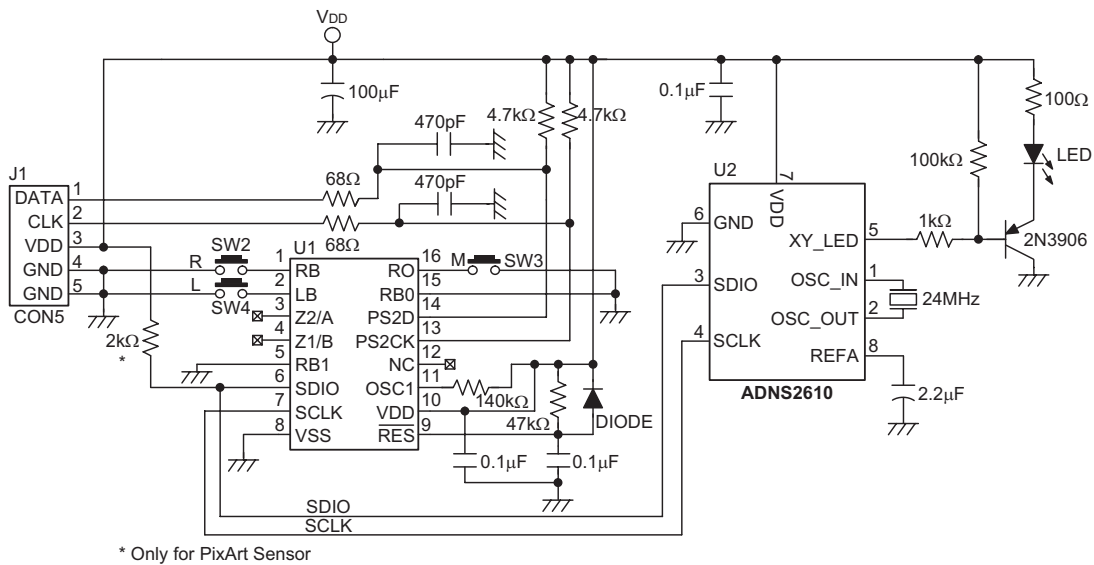 VDD
100μF
0.1μF
4.7kΩ
4.7kΩ
470pF
470pF
100Ω
LED
100kΩ
2N3906
1kΩ
J1
DATA 1
CLK 2
VDD 3
GND 4
GND 5
CON5
68Ω
68Ω
R SW2
L SW4
2kΩ
*
U1
1 RB
2 LB
3 Z2/A
4 Z1/B
5 RB1
6 SDIO
7 SCLK
8 VSS
RO 16
RB0 15
PS2D 14
PS2CK 13
NC 12
OSC1 11
VDD 10
RES 9
M SW3
140kΩ
47kΩ
DIODE
0.1μF
0.1μF
U2
7 VDD
6 GND
3 SDIO
4 SCLK
XY_LED 5
OSC_IN 1
OSC_OUT 2
REFA 8
24MHz
2.2μF
ADNS2610
SDIO
SCLK
* Only for PixArt Sensor